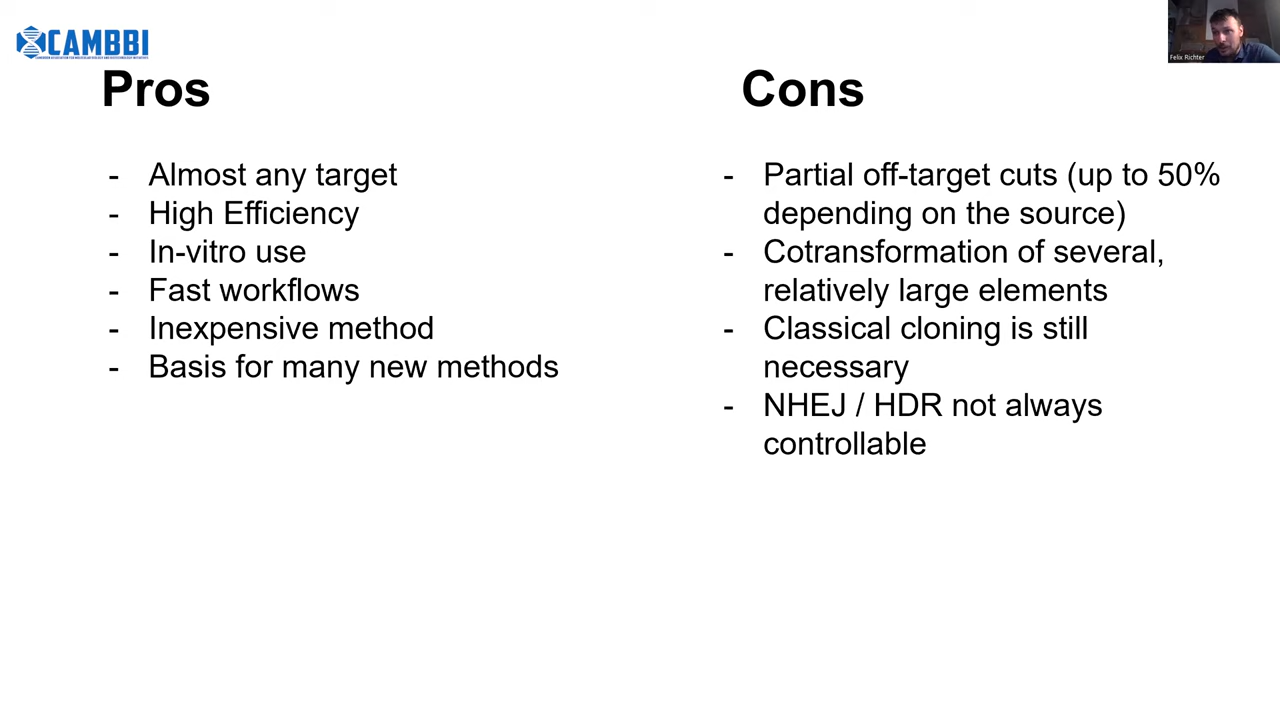 CAMBBI
Pros
- Almost any target
- High Efficiency
- In-vitro use
- Fast workflows
- Inexpensive method
- Basis for many new methods
Cons
- Partial off-target cuts (up to 50%
depending on the source)
- Cotransformation of several,
relatively large elements
- Classical cloning is still
necessary
- NHEJ / HDR not always
controllable
Felix Richter